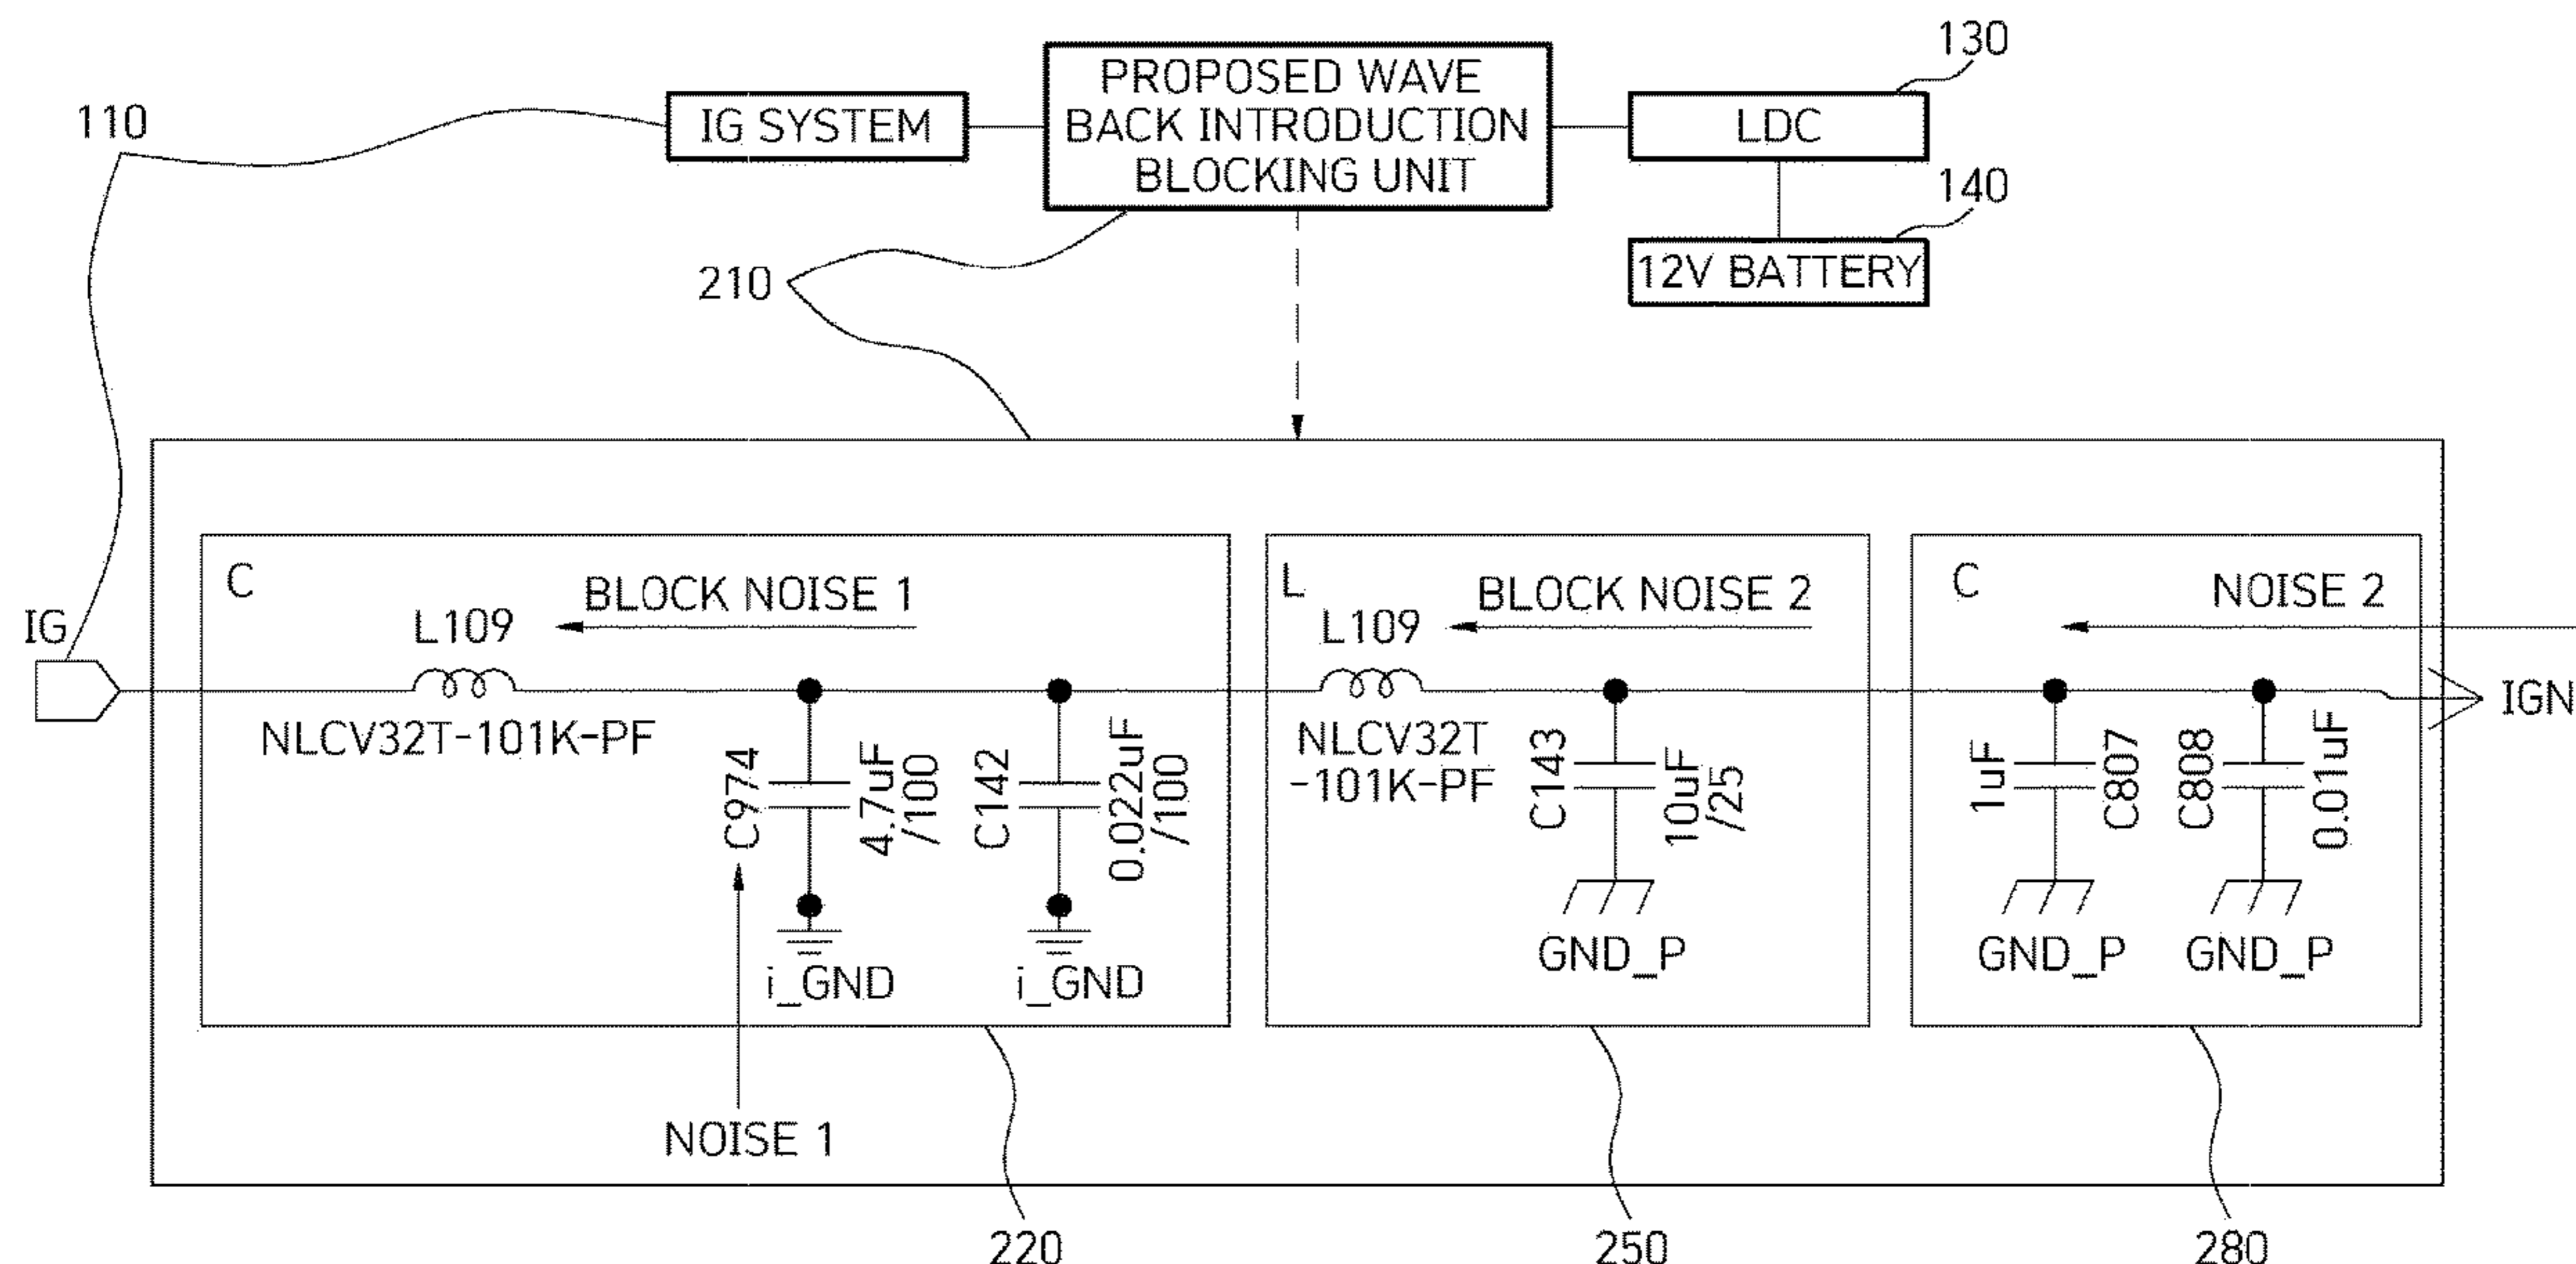 130
PROPOSED WAVE
BACK INTRODUCTION
BLOCKING UNIT
110
IG SYSTEM
LDC
140
210
12V BATTERY
C
BLOCK NOISE 1
L
BLOCK NOISE 2
C
NOISE 2
IG
L109
L109
IGN
NLCV32T-101K-PF
NLCV32T
-101K-PF
C974
4.7uF
/100
C142
0.022uF
/100
C143
10uF
/25
1uF
C807
C808
0.01uF
i_GND
i_GND
GND_P
GND_P
GND_P
NOISE 1
220
250
280